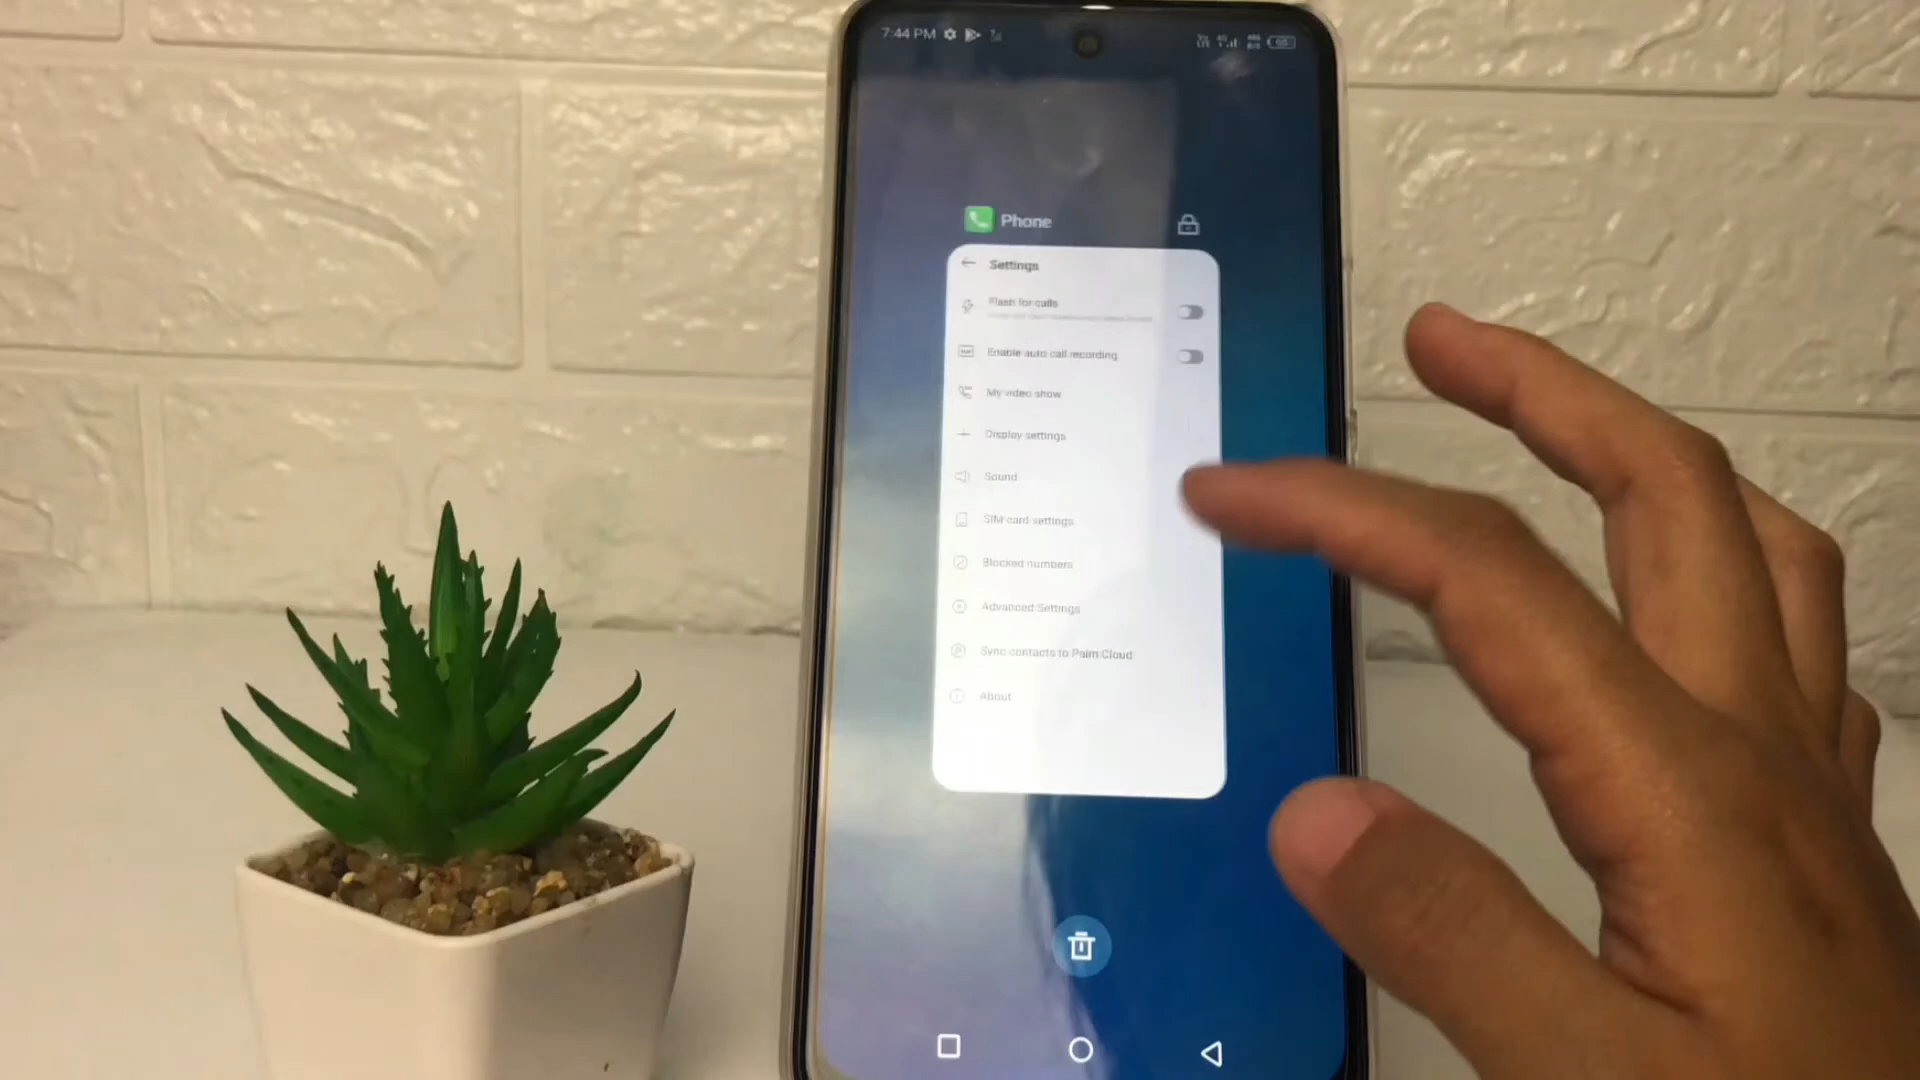 7:44 PM
Phone
Settings
Flash for calls
Enable auto call recording
My video show
Display settings
Sound
SIM card settings
Blocked numbers
Advanced Settings
Sync contacts to Palm Cloud
About